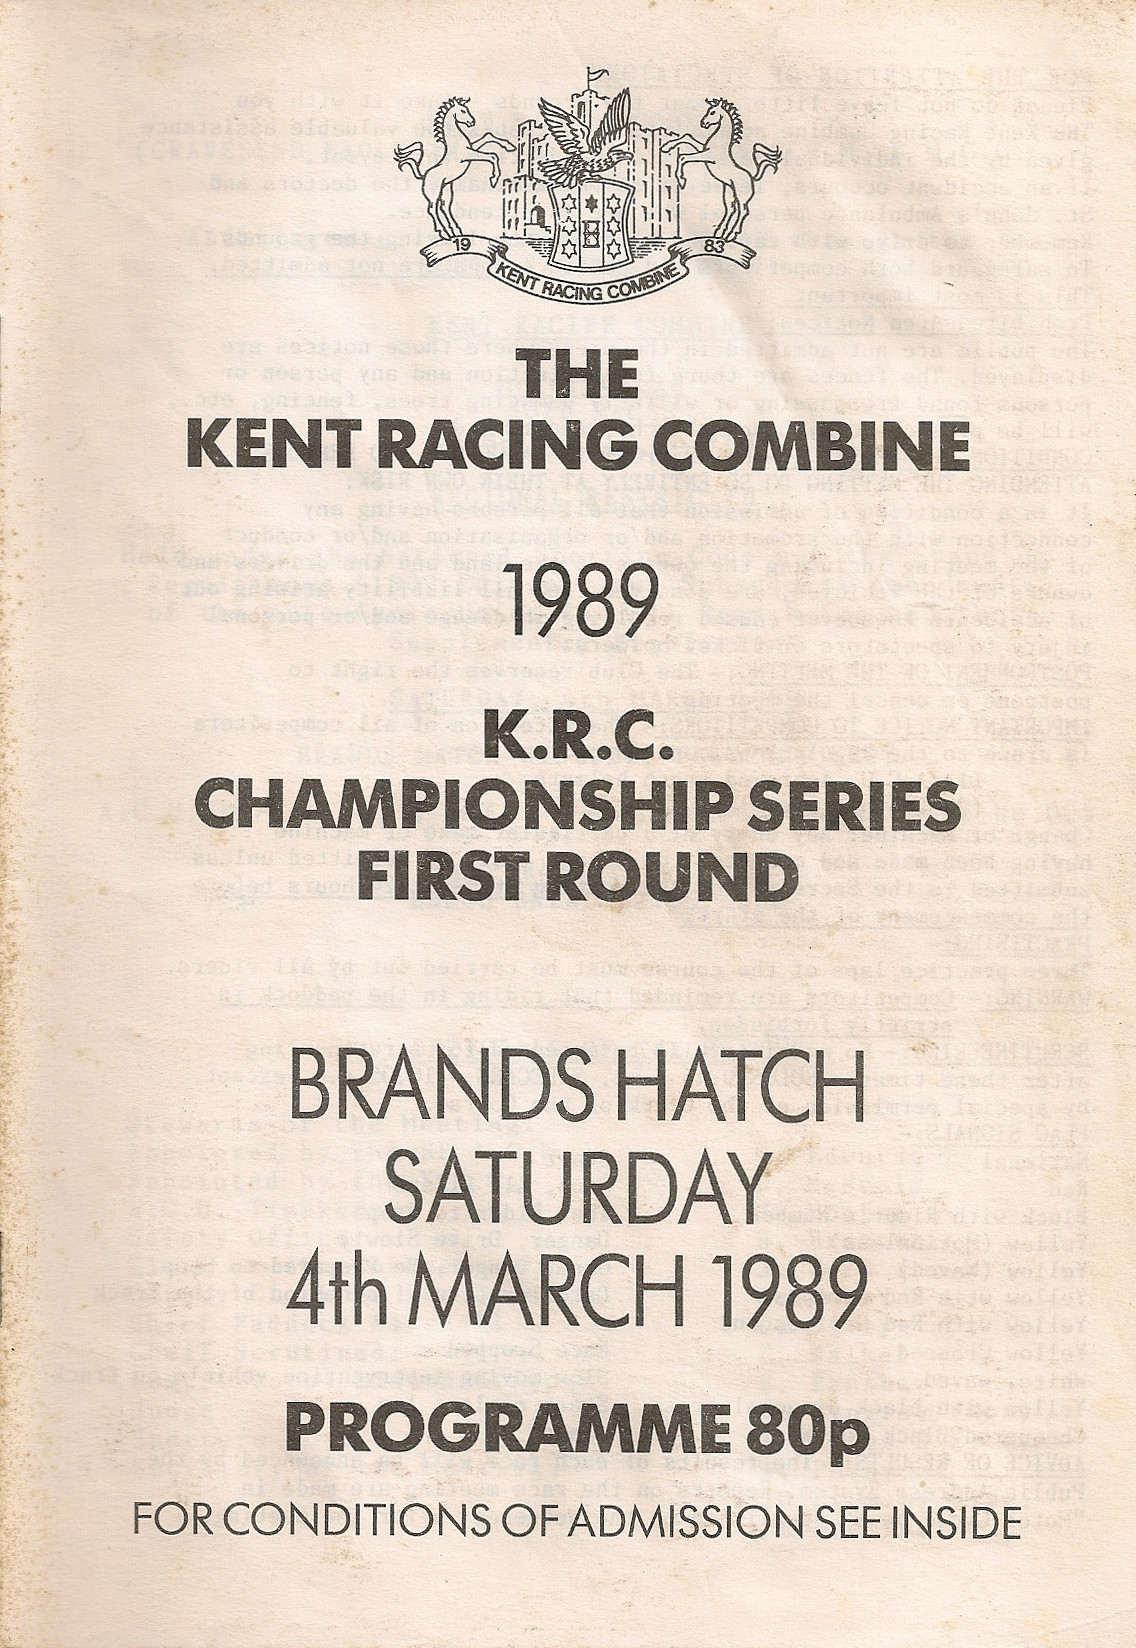 19 83
KENT RACING COMBINE
THE
KENT RACING COMBINE
1989
K.R.C.
CHAMPIONSHIP SERIES
FIRST ROUND
BRANDS HATCH
SATURDAY
4th MARCH 1989
PROGRAMME 80p
FOR CONDITIONS OF ADMISSION SEE INSIDE